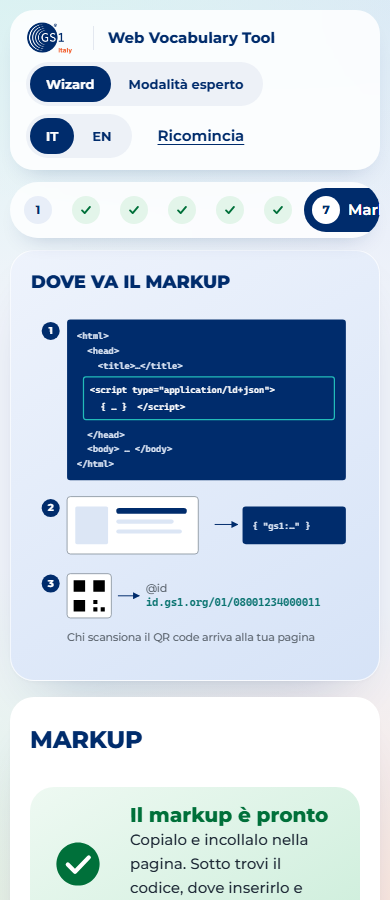 GS1
Italy
Web Vocabulary Tool
Wizard
Modalità esperto
IT
EN
Ricomincia
1
7
Mar
DOVE VA IL MARKUP
1
<html>
<head>
<title>…</title>
<script type="application/ld+json">
{ … } </script>
</head>
<body> … </body>
</html>
2
{ "gs1:…" }
3
@id
id.gs1.org/01/08001234000011
Chi scansiona il QR code arriva alla tua pagina
MARKUP
Il markup è pronto
Copialo e incollalo nella
pagina. Sotto trovi il
codice, dove inserirlo e